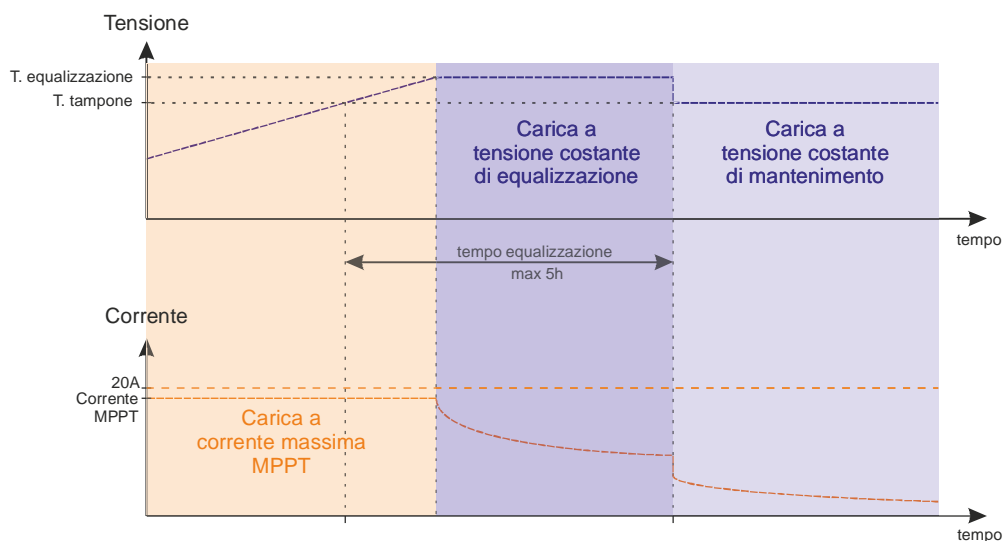 Tensione
T. equalizzazione
T. tampone
Carica a
tensione costante
di equalizzazione
Carica a
tensione costante
di mantenimento
tempo
tempo equalizzazione
max 5h
Corrente
20A
Corrente
MPPT
Carica a
corrente massima
MPPT
tempo